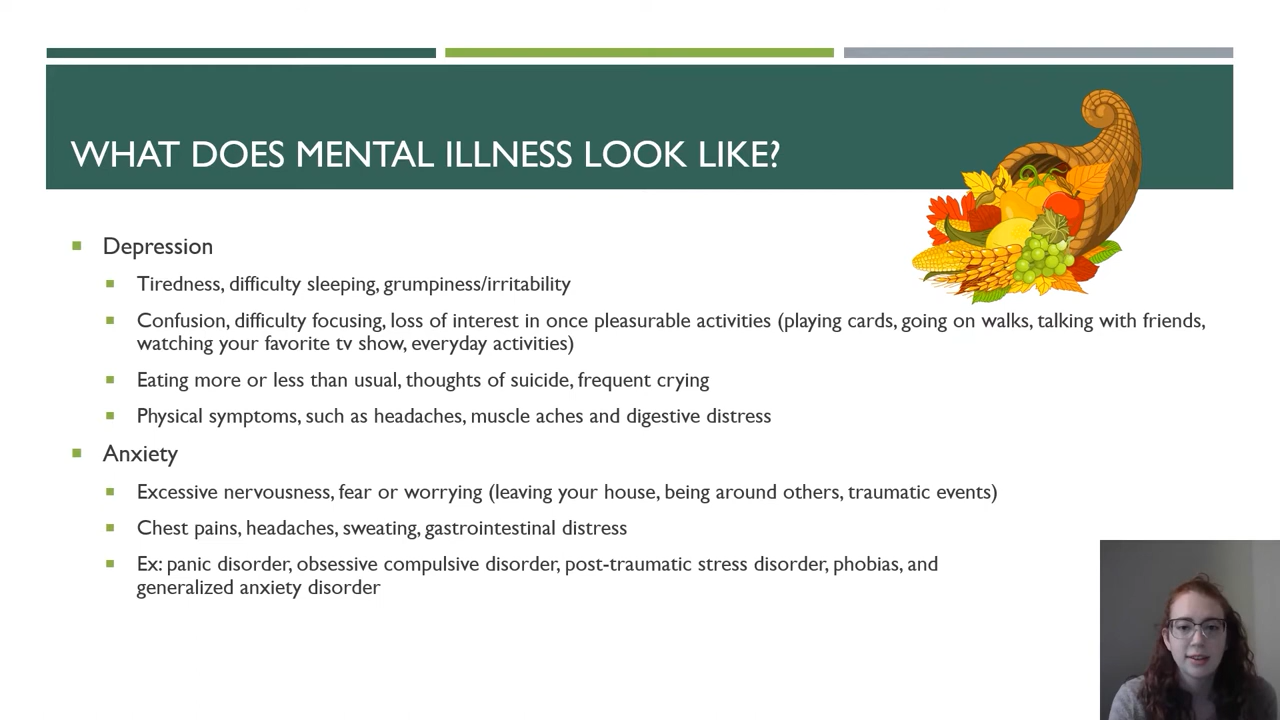 WHAT DOES MENTAL ILLNESS LOOK LIKE?
Depression
Tiredness, difficulty sleeping, grumpiness/irritability
Confusion, difficulty focusing, loss of interest in once pleasurable activities (playing cards, going on walks, talking with friends,
watching your favorite tv show, everyday activities)
Eating more or less than usual, thoughts of suicide, frequent crying
Physical symptoms, such as headaches, muscle aches and digestive distress
Anxiety
Excessive nervousness, fear or worrying (leaving your house, being around others, traumatic events)
Chest pains, headaches, sweating, gastrointestinal distress
Ex: panic disorder, obsessive compulsive disorder, post-traumatic stress disorder, phobias, and
generalized anxiety disorder